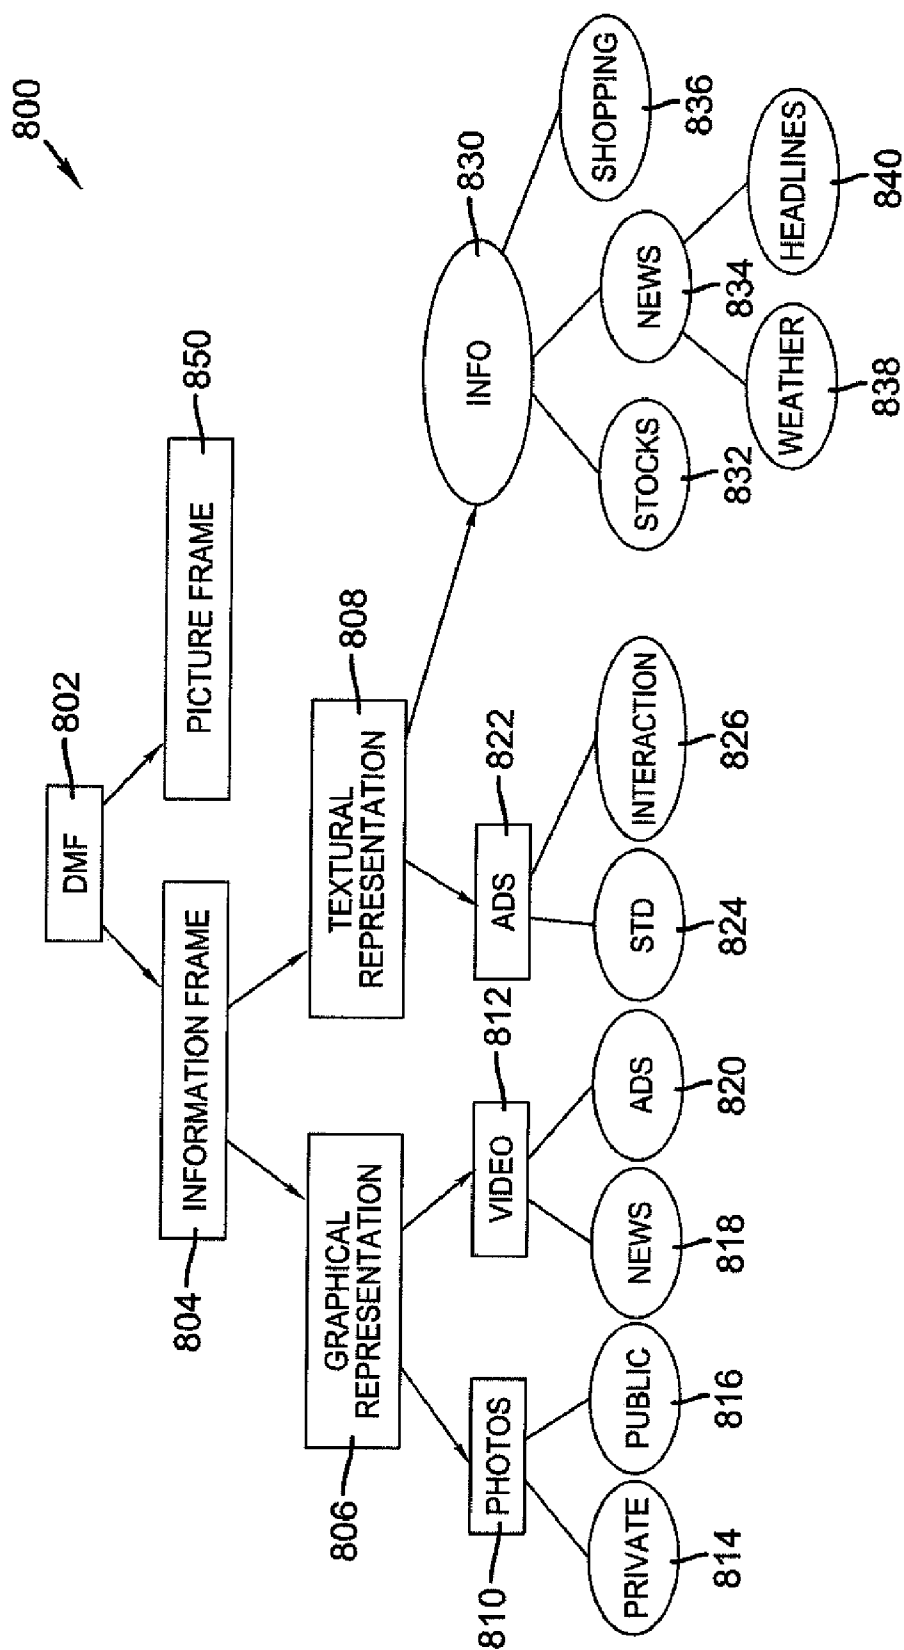 800
DMF
802
INFORMATION FRAME
804
PICTURE FRAME
850
GRAPHICAL
REPRESENTATION
806
TEXTURAL
REPRESENTATION
808
PHOTOS
810
VIDEO
812
ADS
822
INFO
830
PRIVATE
814
PUBLIC
816
NEWS
818
ADS
820
STD
824
INTERACTION
826
STOCKS
832
NEWS
834
SHOPPING
836
WEATHER
838
HEADLINES
840